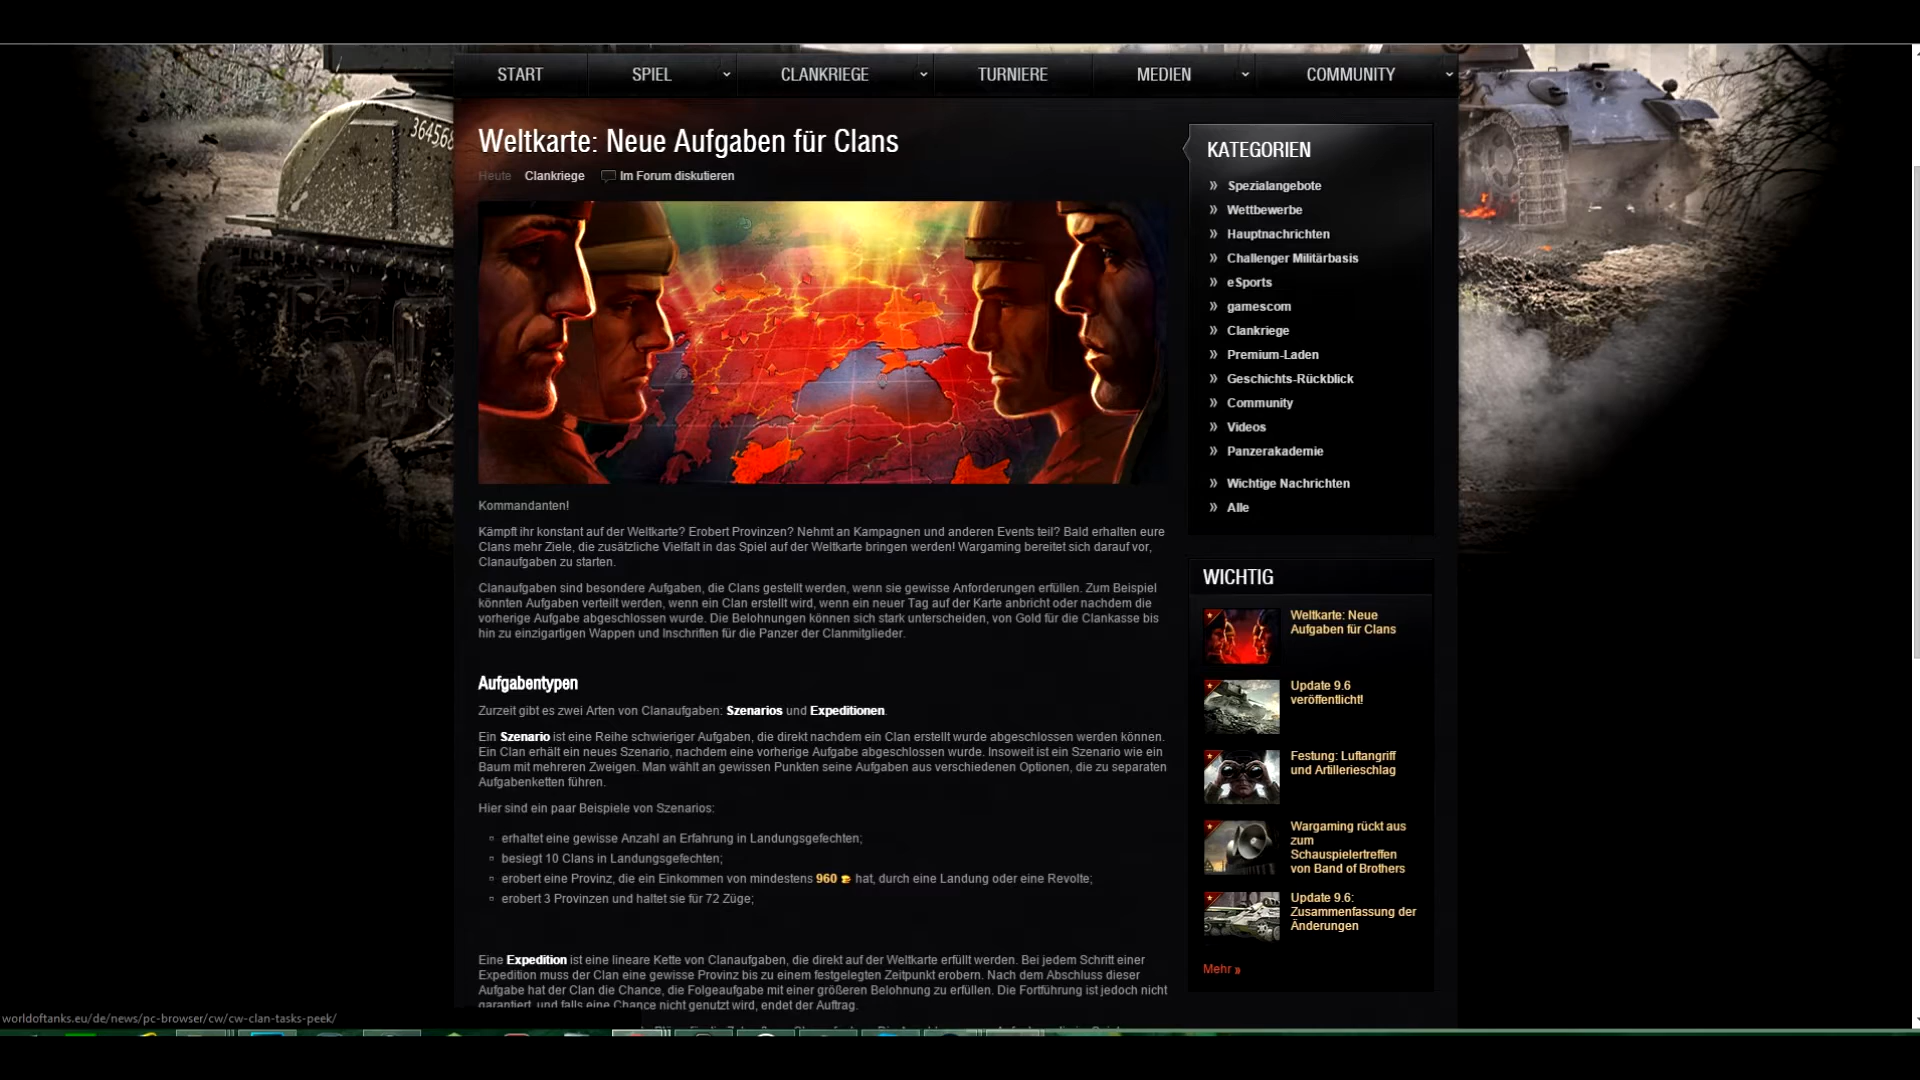 START
SPIEL
CLANKRIEGE
TURNIERE
MEDIEN
COMMUNITY
364568
Weltkarte: Neue Aufgaben für Clans
Heute Clankriege Im Forum diskutieren
Kommandanten!
Kämpft ihr konstant auf der Weltkarte? Erobert Provinzen? Nehmt an Kampagnen und anderen Events teil? Bald erhalten eure
Clans mehr Ziele, die zusätzliche Vielfalt in das Spiel auf der Weltkarte bringen werden! Wargaming bereitet sich darauf vor,
Clanaufgaben zu starten.
Clanaufgaben sind besondere Aufgaben, die Clans gestellt werden, wenn sie gewisse Anforderungen erfüllen. Zum Beispiel
könnten Aufgaben verteilt werden, wenn ein Clan erstellt wird, wenn ein neuer Tag auf der Karte anbricht oder nachdem die
vorherige Aufgabe abgeschlossen wurde. Die Belohnungen können sich stark unterscheiden, von Gold für die Clankasse bis
hin zu einzigartigen Wappen und Inschriften für die Panzer der Clanmitglieder.
Aufgabentypen
Zurzeit gibt es zwei Arten von Clanaufgaben: Szenarios und Expeditionen.
Ein Szenario ist eine Reihe schwieriger Aufgaben, die direkt nachdem ein Clan erstellt wurde abgeschlossen werden können.
Ein Clan erhält ein neues Szenario, nachdem eine vorherige Aufgabe abgeschlossen wurde. Insoweit ist ein Szenario wie ein
Baum mit mehreren Zweigen. Man wählt an gewissen Punkten seine Aufgaben aus verschiedenen Optionen, die zu separaten
Aufgabenketten führen.
Hier sind ein paar Beispiele von Szenarios:
erhaltet eine gewisse Anzahl an Erfahrung in Landungsgefechten;
besiegt 10 Clans in Landungsgefechten;
erobert eine Provinz, die ein Einkommen von mindestens 960 hat, durch eine Landung oder eine Revolte;
erobert 3 Provinzen und haltet sie für 72 Züge;
Eine Expedition ist eine lineare Kette von Clanaufgaben, die direkt auf der Weltkarte erfüllt werden. Bei jedem Schritt einer
Expedition muss der Clan eine gewisse Provinz bis zu einem festgelegten Zeitpunkt erobern. Nach dem Abschluss dieser
Aufgabe hat der Clan die Chance, die Folgeaufgabe mit einer größeren Belohnung zu erfüllen. Die Fortführung ist jedoch nicht
garantiert, und falls eine Chance nicht genutzt wird, endet der Auftrag.
KATEGORIEN
» Spezialangebote
» Wettbewerbe
» Hauptnachrichten
» Challenger Militärbasis
» eSports
» gamescom
» Clankriege
» Premium-Laden
» Geschichts-Rückblick
» Community
» Videos
» Panzerakademie
» Wichtige Nachrichten
» Alle
WICHTIG
Weltkarte: Neue
Aufgaben für Clans
Update 9.6
veröffentlicht!
Festung: Luftangriff
und Artillerieschlag
Wargaming rückt aus
zum
Schauspielertreffen
von Band of Brothers
Update 9.6:
Zusammenfassung der
Änderungen
Mehr »
worldoftanks.eu/de/news/pc-browser/cw/cw-clan-tasks-peek/